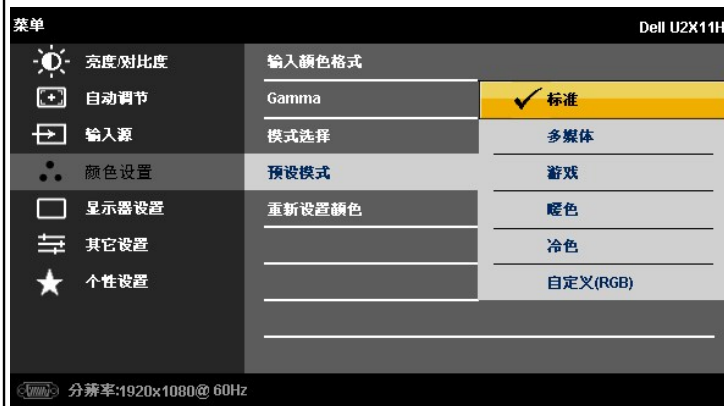 菜单
Dell U2X11H
亮度/对比度
自动调节
输入源
颜色设置
显示器设置
其它设置
个性设置
输入颜色格式
Gamma
模式选择
预设模式
重新设置颜色
标准
多媒体
游戏
暖色
冷色
自定义(RGB)
分辨率:1920x1080@ 60Hz